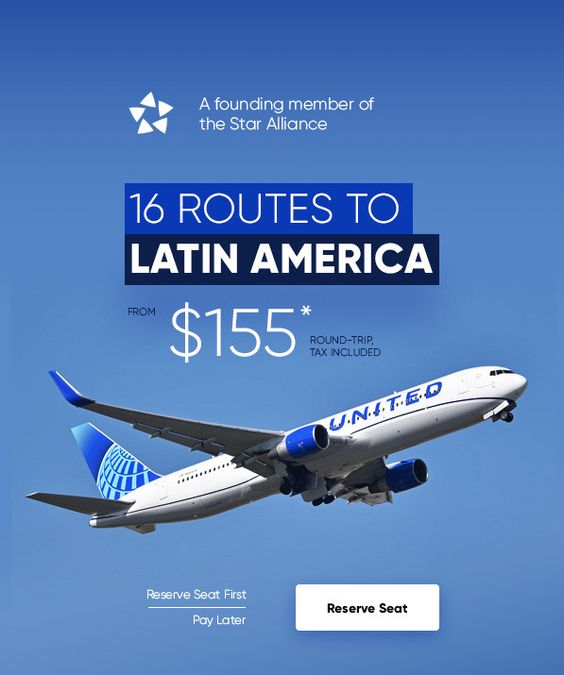 A founding member of
the Star Alliance
16 ROUTES TO
LATIN AMERICA
FROM
$155*
ROUND-TRIP,
TAX INCLUDED
UNITED
Reserve Seat First
Pay Later
Reserve Seat